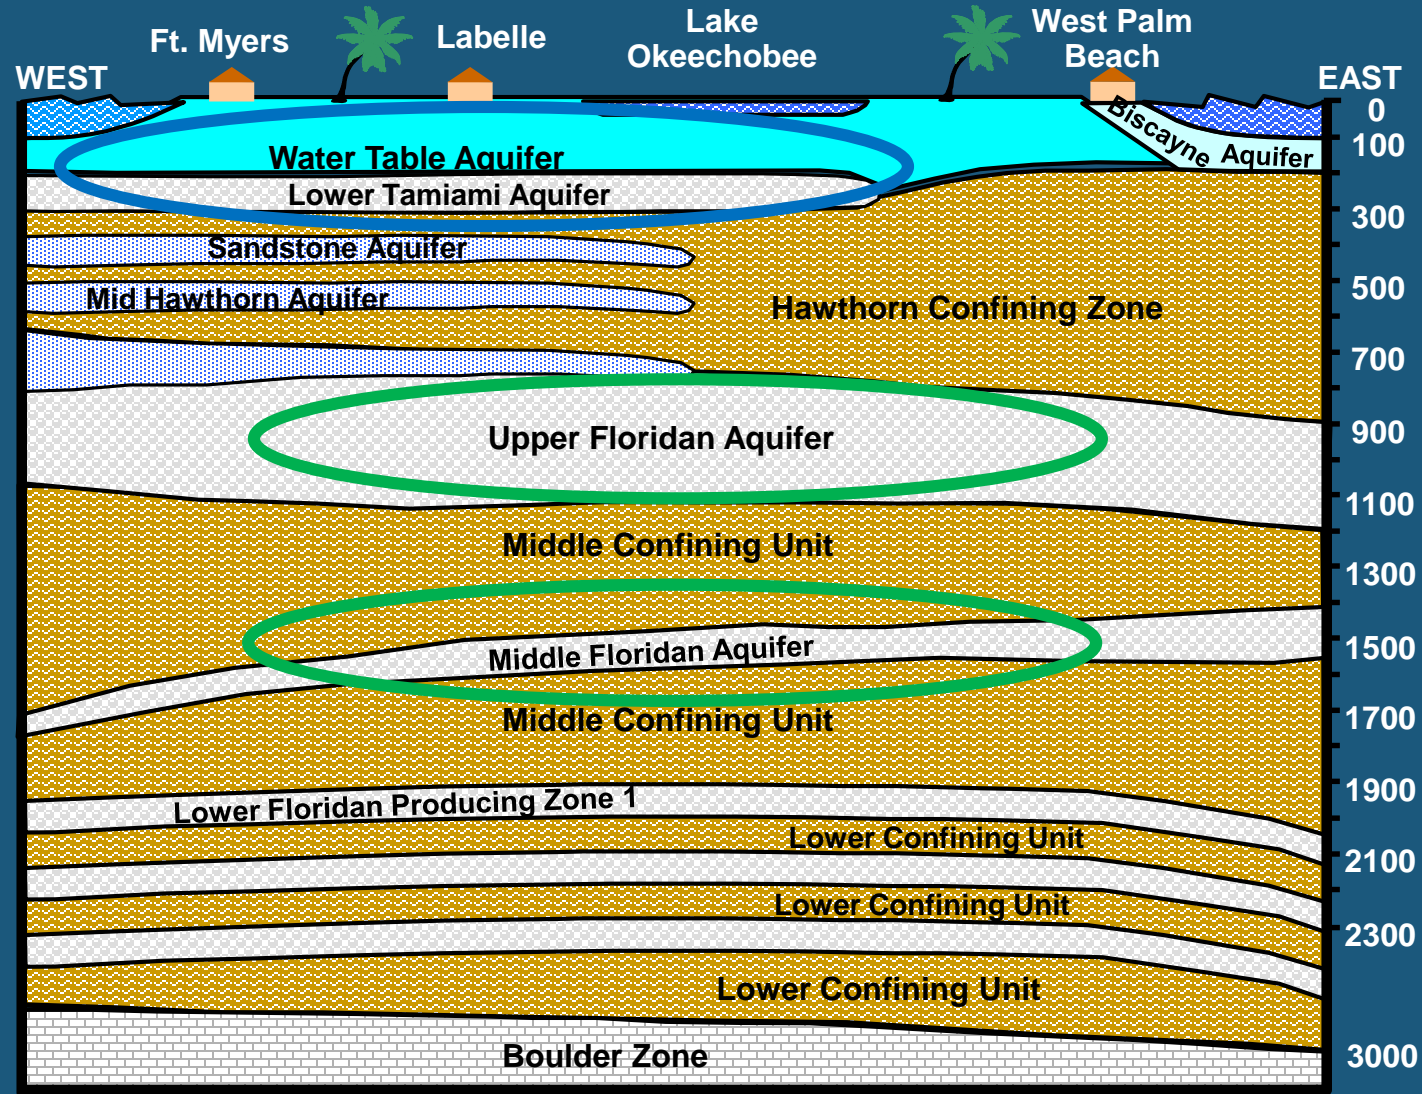 Ft. Myers
Labelle
Lake
Okeechobee
West Palm
Beach
WEST
EAST
0
100
Biscayne Aquifer
Water Table Aquifer
Lower Tamiami Aquifer
300
Sandstone Aquifer
500
Mid Hawthorn Aquifer
Hawthorn Confining Zone
700
900
Upper Floridan Aquifer
1100
Middle Confining Unit
1300
1500
Middle Floridan Aquifer
1700
Middle Confining Unit
1900
Lower Floridan Producing Zone 1
Lower Confining Unit
2100
Lower Confining Unit
2300
Lower Confining Unit
Boulder Zone
3000